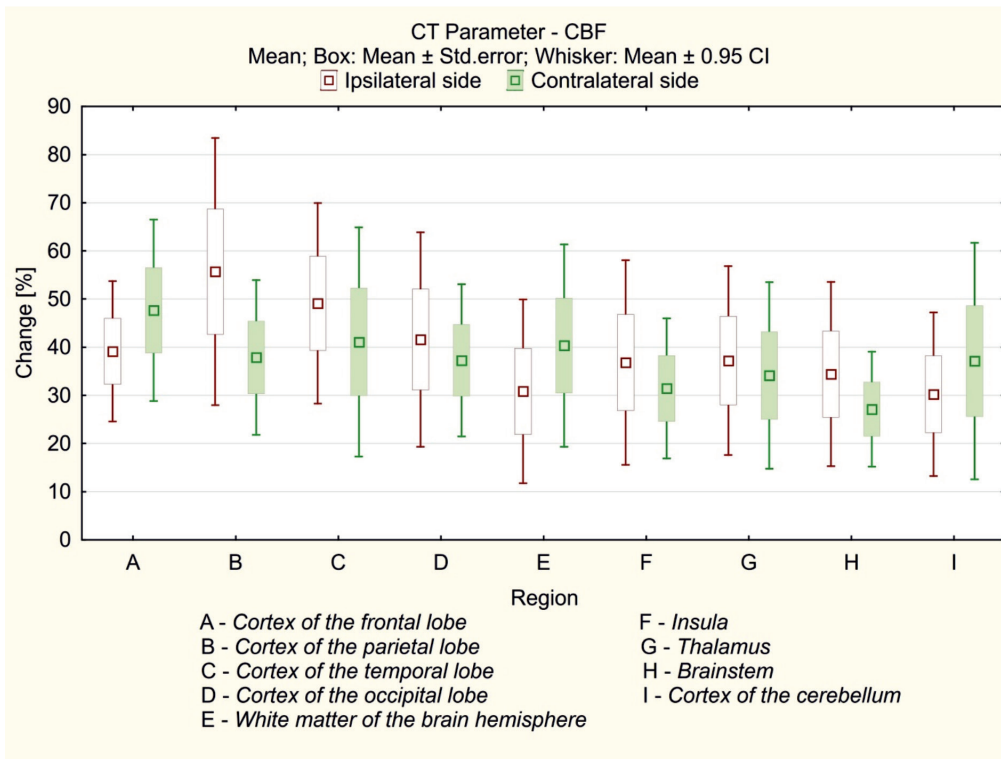 CT Parameter - CBF
Mean; Box: Mean ± Std.error; Whisker: Mean ± 0.95 CI
Ipsilateral side Contralateral side
90
80
70
60
50
40
30
20
10
0
Change [%]
A B C D E F G H I
Region
A - Cortex of the frontal lobe
B - Cortex of the parietal lobe
C - Cortex of the temporal lobe
D - Cortex of the occipital lobe
E - White matter of the brain hemisphere
F - Insula
G - Thalamus
H - Brainstem
I - Cortex of the cerebellum